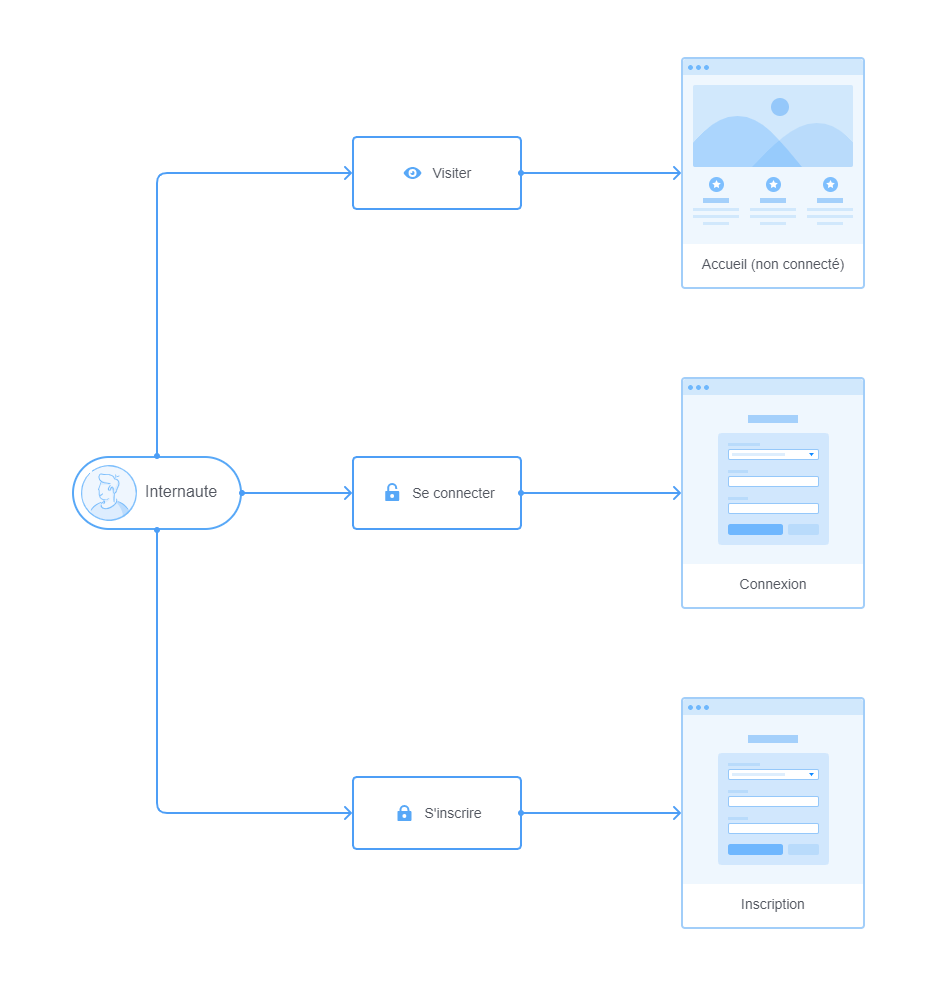 Visiter
Accueil (non connecté)
Internaute
Se connecter
Connexion
S'inscrire
Inscription